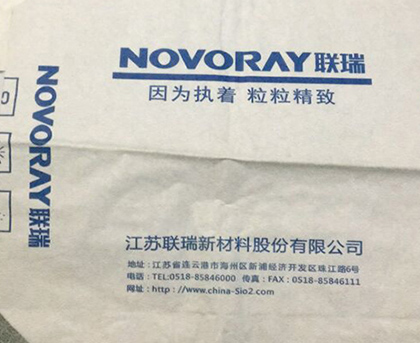 NOVORAY联瑞
因为执着 粒粒精致
NOVORAY联瑞
江苏联瑞新材料股份有限公司
地址：江苏省连云港市海州区新浦经济开发区珠江路6号
电话：TEL:0518-85846000 传真：FAX：0518-85846111
网址：http：//www.china-Sio2.com